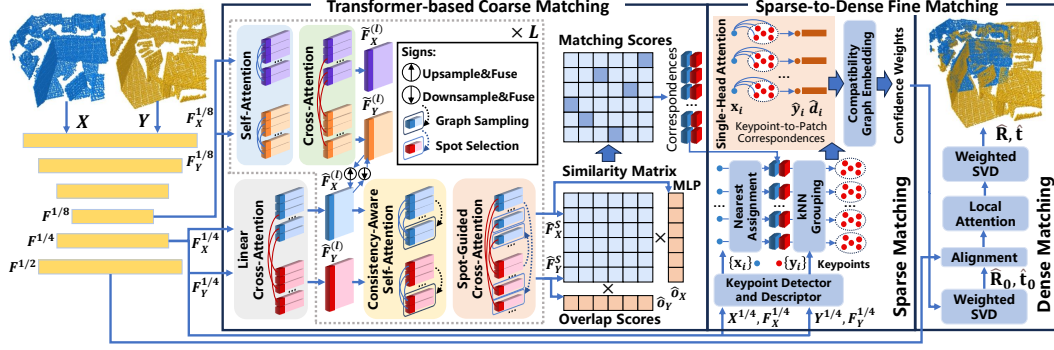 Transformer-based Coarse Matching
Sparse-to-Dense Fine Matching
X
Y
F_X^{1/8}
F_Y^{1/8}
F^{1/8}
F^{1/4}
F^{1/2}
F_X^{1/4}
F_Y^{1/4}
Self-Attention
Cross-Attention
F̃_X^{(l)}
F̃_Y^{(l)}
× L
Signs:
Upsample&Fuse
Downsample&Fuse
Graph Sampling
Spot Selection
Linear
Cross-Attention
F̃_X^{(l)}
F̃_Y^{(l)}
Consistency-Aware
Self-Attention
Spot-Guided
Cross-Attention
Matching Scores
Correspondences
Similarity Matrix
MLP
F̃_X^S
F̃_Y^S
×
×
ô_X
ô_Y
Overlap Scores
Single-Head Attention
...
...
...
x_i
ŷ_i
d̂_i
Keypoint-to-Patch
Correspondences
Compatibility
Graph Embedding
Confidence Weights
Nearest
Assignment
kNN
Grouping
{x_i}
{y_i}
Keypoints
Keypoint Detector
and Descriptor
X^{1/4}, F_X^{1/4}
Y^{1/4}, F_Y^{1/4}
Sparse Matching
R̂, t̂
Weighted
SVD
Local
Attention
Alignment
R̂_0, t̂_0
Weighted
SVD
Dense Matching